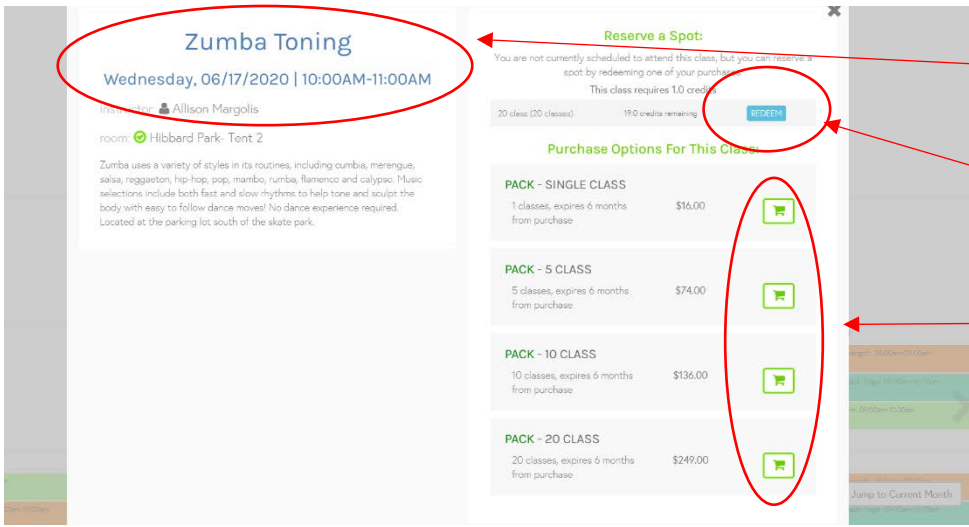 Zumba Toning
Wednesday, 06/17/2020 | 10:00AM-11:00AM
instructor: Allison Margolis
room: Hibbard Park- Tent 2
Zumba uses a variety of styles in its routines, including cumbia, merengue,
salsa, reggaeton, hip-hop, pop, mambo, rumba, flamenco and calypso. Music
selections include both fast and slow rhythms to help tone and sculpt the
body with easy to follow dance moves! No dance experience required.
Located at the parking lot south of the skate park.
Reserve a Spot:
You are not currently scheduled to attend this class, but you can reserve a
spot by redeeming one of your purchases
This class requires 1.0 credits
20 class (20 classes) 19.0 credits remaining REDEEM
Purchase Options For This Class:
PACK - SINGLE CLASS
1 classes, expires 6 months
from purchase
$16.00
PACK - 5 CLASS
5 classes, expires 6 months
from purchase
$74.00
PACK - 10 CLASS
10 classes, expires 6 months
from purchase
$136.00
PACK - 20 CLASS
20 classes, expires 6 months
from purchase
$249.00
Jump to Current Month